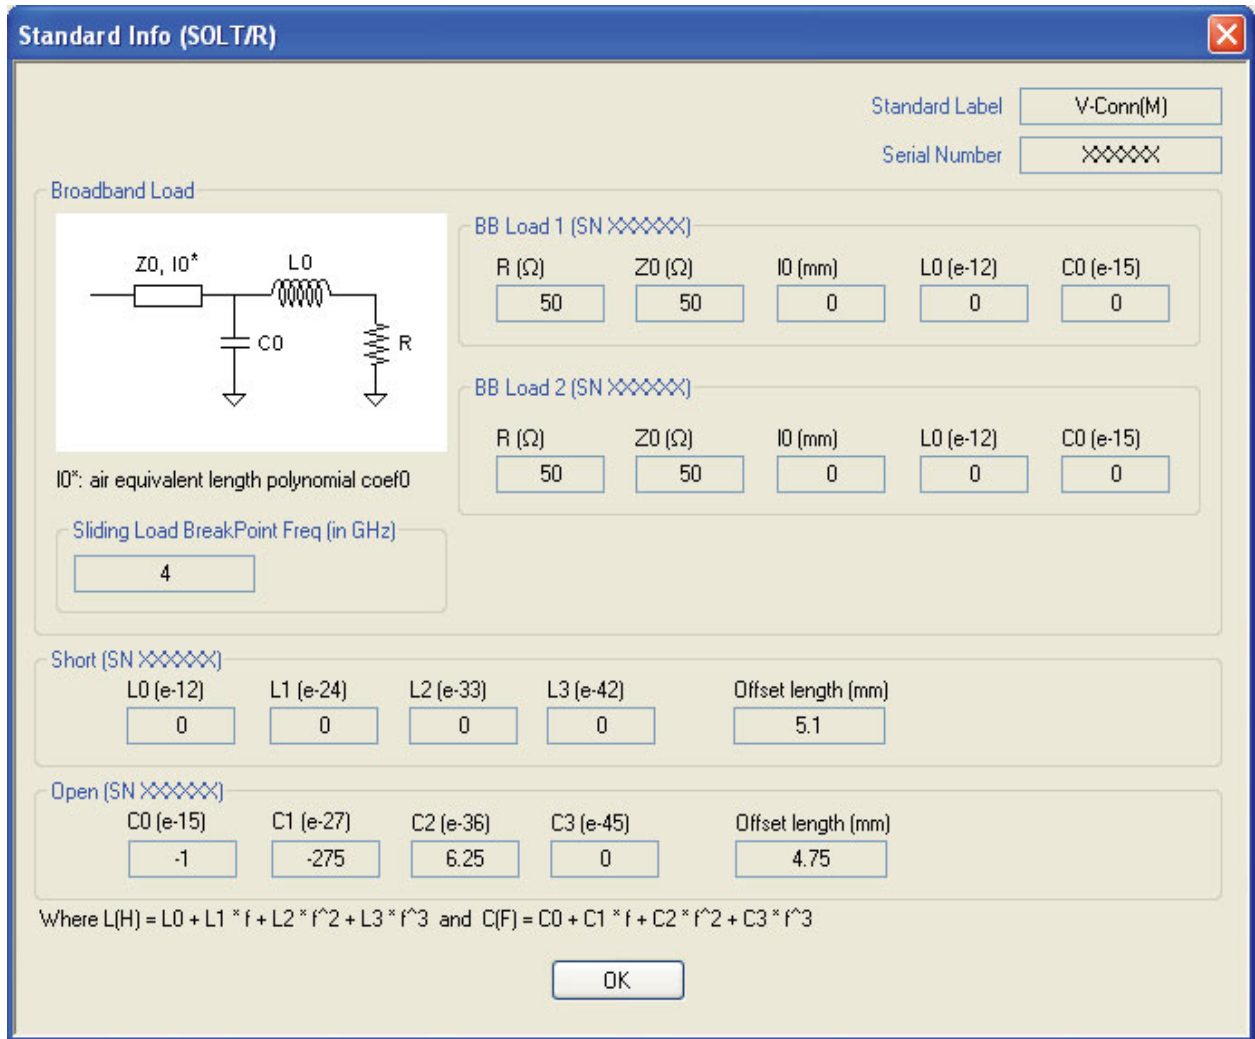 Standard Info (SOLT/R)
Standard Label V-Conn(M)
Serial Number XXXXXX
Broadband Load
Z0, l0* L0
C0 R
l0*: air equivalent length polynomial coef0
BB Load 1 (SN XXXXXX)
R (Ω) Z0 (Ω) l0 (mm) L0 (e-12) C0 (e-15)
50 50 0 0 0
BB Load 2 (SN XXXXXX)
R (Ω) Z0 (Ω) l0 (mm) L0 (e-12) C0 (e-15)
50 50 0 0 0
Sliding Load BreakPoint Freq (in GHz)
4
Short (SN XXXXXX)
L0 (e-12) L1 (e-24) L2 (e-33) L3 (e-42) Offset length (mm)
0 0 0 0 5.1
Open (SN XXXXXX)
C0 (e-15) C1 (e-27) C2 (e-36) C3 (e-45) Offset length (mm)
-1 -275 6.25 0 4.75
Where L(H) = L0 + L1 * f + L2 * f^2 + L3 * f^3 and C(F) = C0 + C1 * f + C2 * f^2 + C3 * f^3
OK